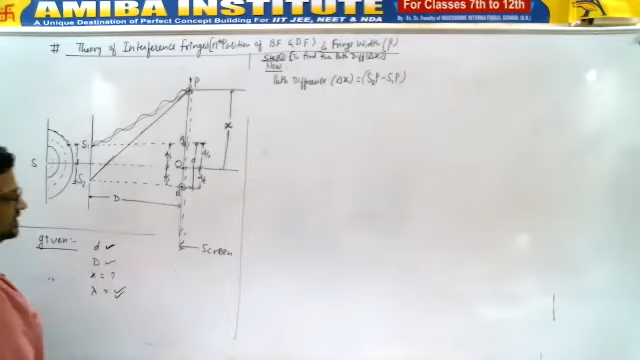 AMIBA INSTITUTE
A Unique Destination of Perfect Concept Building For IIT JEE, NEET & NDA
For Classes 7th to 12th
# Theory of Interference Fringes [nth Position of BF & DF) & Fringe Width (β)
Step① [To find the Path Diff (Δx)]
Now
Path Difference (Δx) = (S₂P - S₁P)
P
x
S₁
S
S₂
A
O
B
D
Screen
given:-
d ✓
D ✓
x = ?
λ = ✓